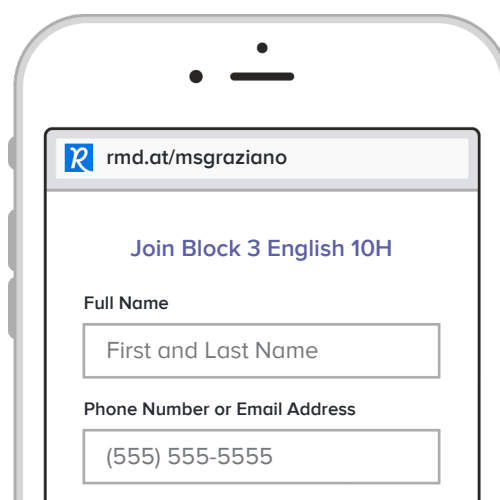 rmd.at/msgraziano
Join Block 3 English 10H
Full Name
First and Last Name
Phone Number or Email Address
(555) 555-5555